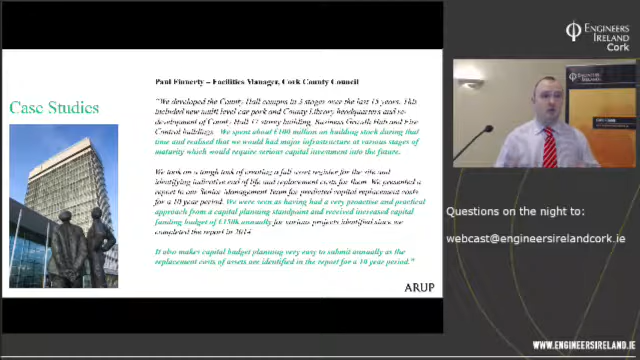 ENGINEERS
IRELAND
Cork
Paul Finnerty – Facilities Manager, Cork County Council
Case Studies
"We developed the County Hall campus in 3 stages over the last 15 years. This
included new multi level car park and County Library headquarters and re-
development of County Hall 17 storey building, Business Growth Hub and Fire
Control buildings. We spent about £100 million on building stock during that
time and realised that we would had major infrastructure at various stages of
maturity which would require serious capital investment into the future.
We took on a tough task of creating a full asset register for the site and
identifying indicative end of life and replacement costs for them. We presented a
report to our Senior Management Team for predicted capital replacement costs
for a 10 year period. We were seen as having had a very proactive and practical
approach from a capital planning standpoint and received increased capital
funding budget of £150k annually for various projects identified since we
completed the report in 2014
It also makes capital budget planning very easy to submit annually as the
replacement costs of assets are identified in the report for a 10 year period."
ARUP
Questions on the night to:
webcast@engineersirelandcork.ie
WWW.ENGINEERSIRELAND.IE